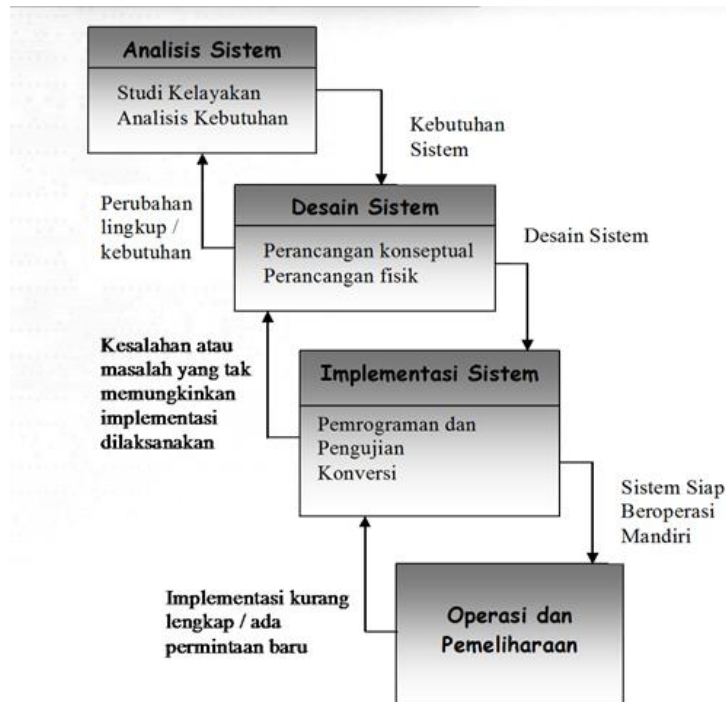 Analisis Sistem
Studi Kelayakan
Analisis Kebutuhan
Kebutuhan
Sistem
Perubahan
lingkup /
kebutuhan
Desain Sistem
Perancangan konseptual
Perancangan fisik
Desain Sistem
Kesalahan atau
masalah yang tak
memungkinkan
implementasi
dilaksanakan
Implementasi Sistem
Pemrograman dan
Pengujian
Konversi
Sistem Siap
Beroperasi
Mandiri
Implementasi kurang
lengkap / ada
permintaan baru
Operasi dan
Pemeliharaan